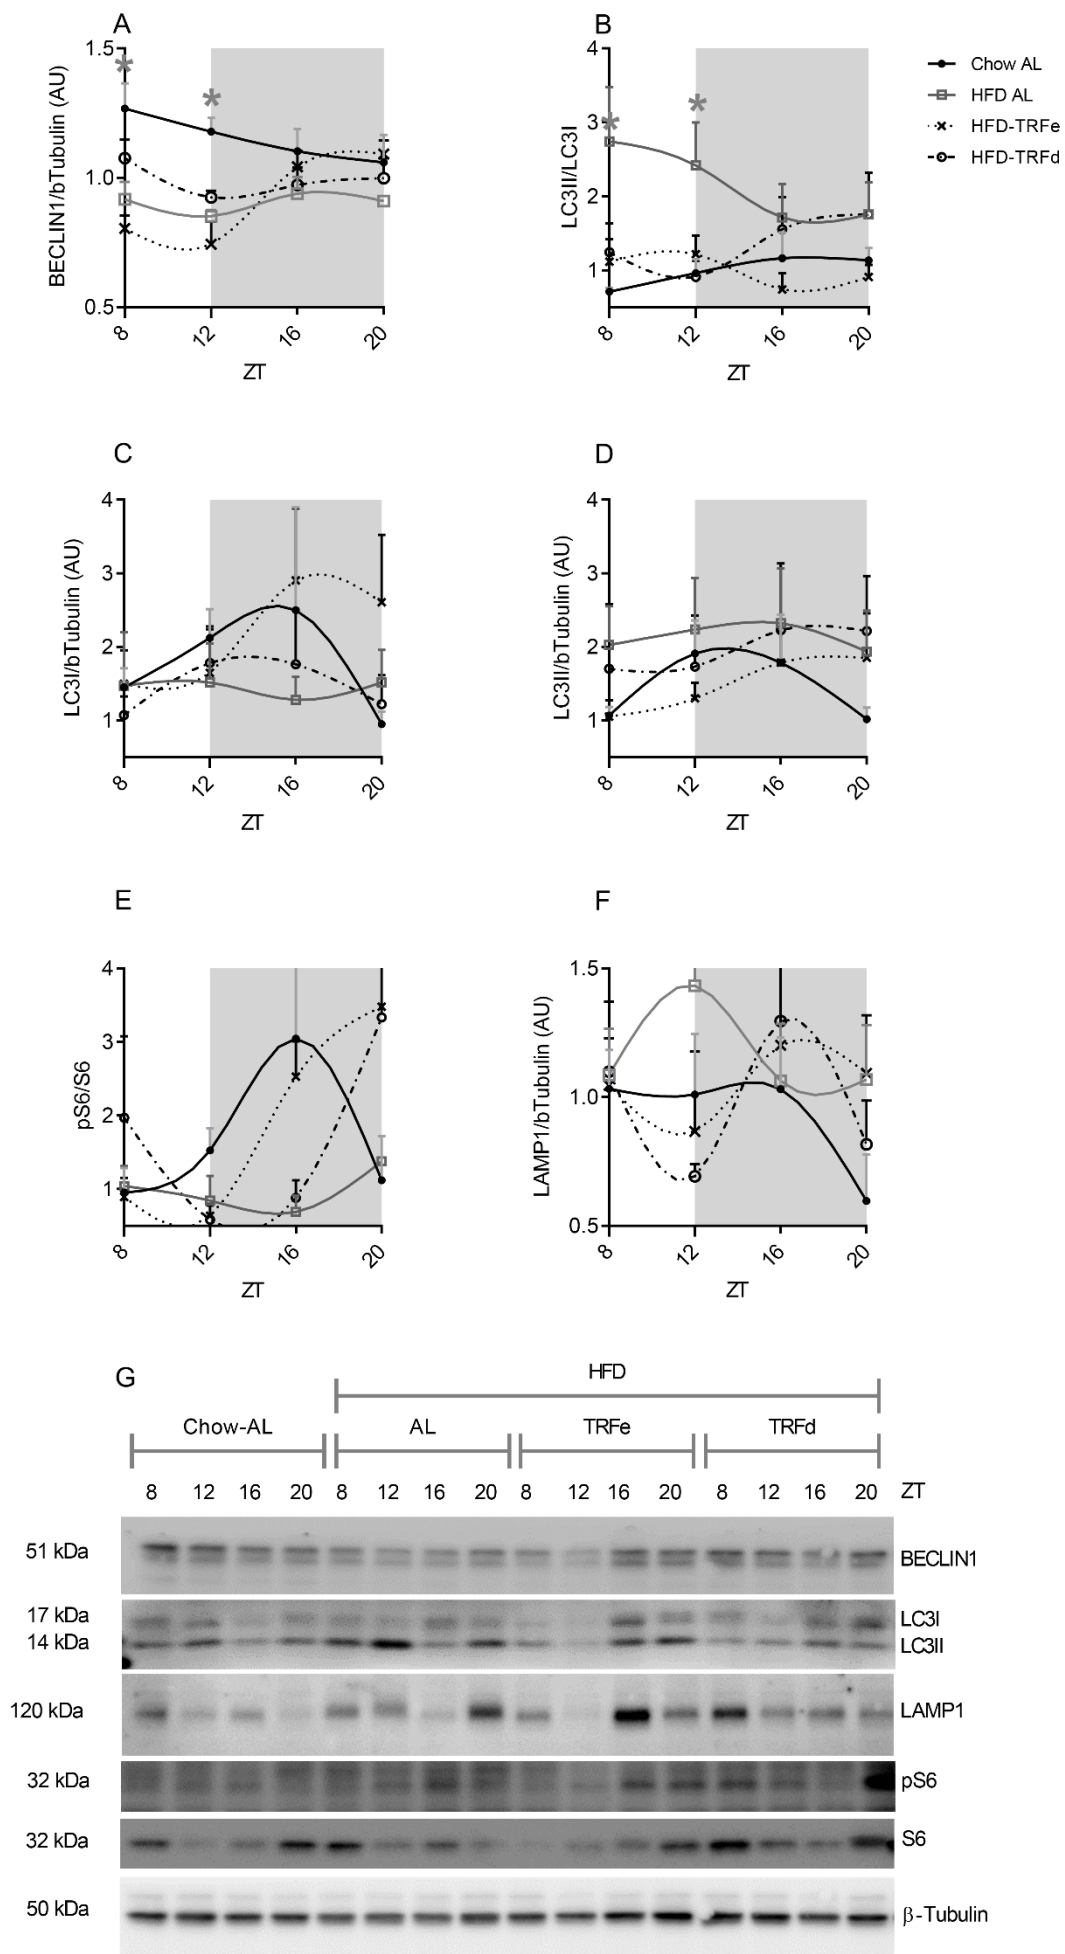 A
B
1.5
1.0
0.5
BECLIN1/bTubulin (AU)
*
*
8
12
16
20
ZT
4
3
2
1
LC3II/LC3I
*
*
8
12
16
20
ZT
Chow AL
HFD AL
HFD-TRFe
HFD-TRFd
C
D
4
3
2
1
LC3I/bTubulin (AU)
8
12
16
20
ZT
4
3
2
1
LC3II/bTubulin (AU)
8
12
16
20
ZT
E
F
4
3
2
1
pS6/S6
8
12
16
20
ZT
1.5
1.0
0.5
LAMP1/bTubulin (AU)
8
12
16
20
ZT
G
HFD
Chow-AL AL TRFe TRFd
8 12 16 20 8 12 16 20 8 12 16 20 8 12 16 20 ZT
51 kDa BECLIN1
17 kDa LC3I
14 kDa LC3II
120 kDa LAMP1
32 kDa pS6
32 kDa S6
50 kDa β-Tubulin